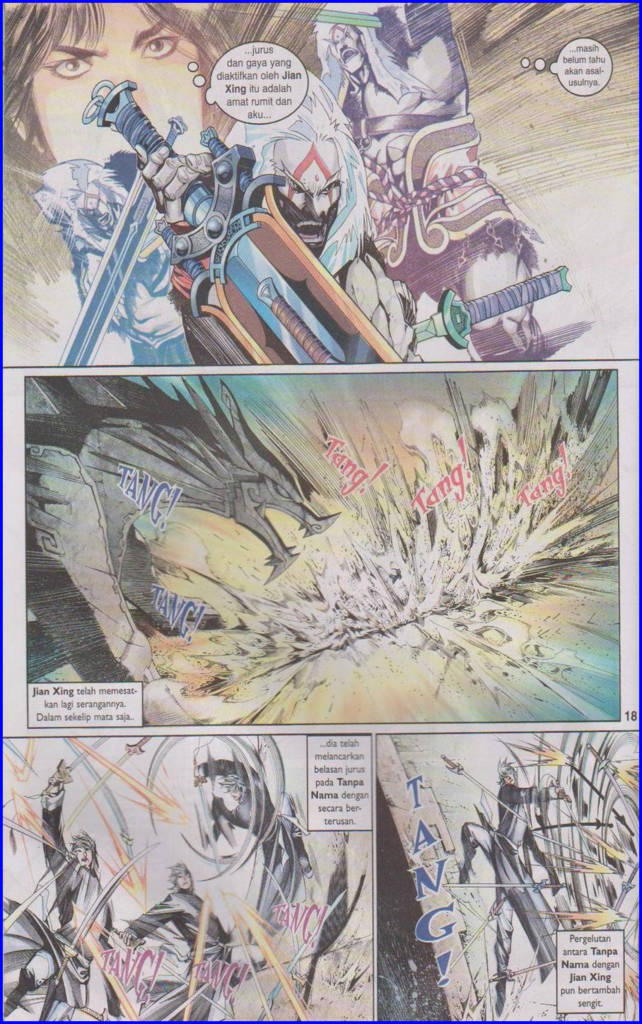 ...jurus
dan gaya yang
diaktifkan oleh Jian
Xing itu adalah
amat rumit dan
aku...
...masih
belum tahu
akan asal-
usulnya.
TANG!
Tang!
Tang!
Tang!
TANG!
Jian Xing telah memesat-
kan lagi serangannya.
Dalam sekelip mata saja..
18
...dia telah
melancarkan
belasan jurus
pada Tanpa
Nama dengan
secara ber-
terusan.
TANG!
TANG!
TANG!
TANG!
Pergelutan
antara Tanpa
Nama dengan
Jian Xing
pun bertambah
sengit.